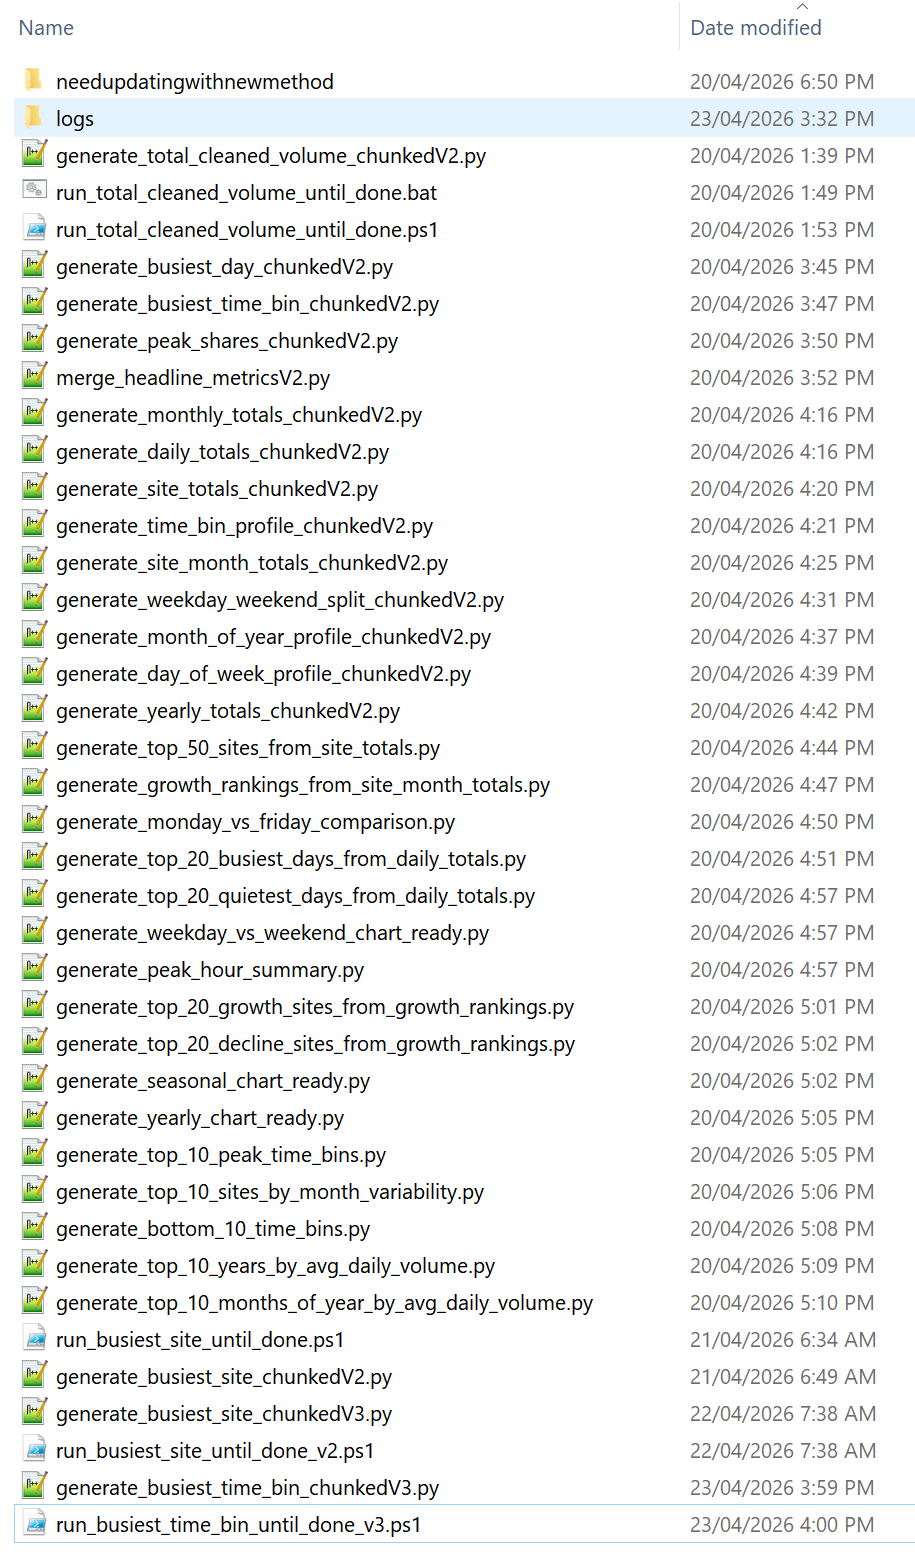 Name Date modified
needupdatingwithnewmethod 20/04/2026 6:50 PM
logs 23/04/2026 3:32 PM
generate_total_cleaned_volume_chunkedV2.py 20/04/2026 1:39 PM
run_total_cleaned_volume_until_done.bat 20/04/2026 1:49 PM
run_total_cleaned_volume_until_done.ps1 20/04/2026 1:53 PM
generate_busiest_day_chunkedV2.py 20/04/2026 3:45 PM
generate_busiest_time_bin_chunkedV2.py 20/04/2026 3:47 PM
generate_peak_shares_chunkedV2.py 20/04/2026 3:50 PM
merge_headline_metricsV2.py 20/04/2026 3:52 PM
generate_monthly_totals_chunkedV2.py 20/04/2026 4:16 PM
generate_daily_totals_chunkedV2.py 20/04/2026 4:16 PM
generate_site_totals_chunkedV2.py 20/04/2026 4:20 PM
generate_time_bin_profile_chunkedV2.py 20/04/2026 4:21 PM
generate_site_month_totals_chunkedV2.py 20/04/2026 4:25 PM
generate_weekday_weekend_split_chunkedV2.py 20/04/2026 4:31 PM
generate_month_of_year_profile_chunkedV2.py 20/04/2026 4:37 PM
generate_day_of_week_profile_chunkedV2.py 20/04/2026 4:39 PM
generate_yearly_totals_chunkedV2.py 20/04/2026 4:42 PM
generate_top_50_sites_from_site_totals.py 20/04/2026 4:44 PM
generate_growth_rankings_from_site_month_totals.py 20/04/2026 4:47 PM
generate_monday_vs_friday_comparison.py 20/04/2026 4:50 PM
generate_top_20_busiest_days_from_daily_totals.py 20/04/2026 4:51 PM
generate_top_20_quietest_days_from_daily_totals.py 20/04/2026 4:57 PM
generate_weekday_vs_weekend_chart_ready.py 20/04/2026 4:57 PM
generate_peak_hour_summary.py 20/04/2026 4:57 PM
generate_top_20_growth_sites_from_growth_rankings.py 20/04/2026 5:01 PM
generate_top_20_decline_sites_from_growth_rankings.py 20/04/2026 5:02 PM
generate_seasonal_chart_ready.py 20/04/2026 5:02 PM
generate_yearly_chart_ready.py 20/04/2026 5:05 PM
generate_top_10_peak_time_bins.py 20/04/2026 5:05 PM
generate_top_10_sites_by_month_variability.py 20/04/2026 5:06 PM
generate_bottom_10_time_bins.py 20/04/2026 5:08 PM
generate_top_10_years_by_avg_daily_volume.py 20/04/2026 5:09 PM
generate_top_10_months_of_year_by_avg_daily_volume.py 20/04/2026 5:10 PM
run_busiest_site_until_done.ps1 21/04/2026 6:34 AM
generate_busiest_site_chunkedV2.py 21/04/2026 6:49 AM
generate_busiest_site_chunkedV3.py 22/04/2026 7:38 AM
run_busiest_site_until_done_v2.ps1 22/04/2026 7:38 AM
generate_busiest_time_bin_chunkedV3.py 23/04/2026 3:59 PM
run_busiest_time_bin_until_done_v3.ps1 23/04/2026 4:00 PM